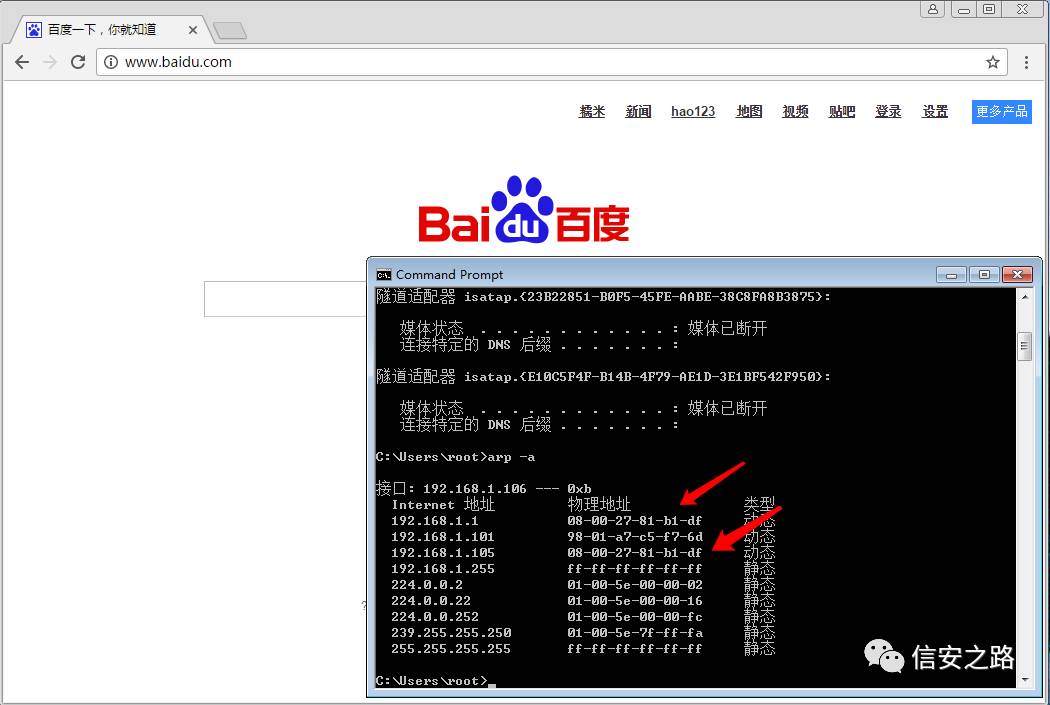 百度一下，你就知道
www.baidu.com
糯米 新闻 hao123 地图 视频 贴吧 登录 设置 更多产品
Bai du 百度
Command Prompt
隧道适配器 isatap.{23B22851-B0F5-45FE-AABE-38C8FA8B3875}:
媒体状态 . . . . . . . . . . . . : 媒体已断开
连接特定的 DNS 后缀 . . . . . . . :
隧道适配器 isatap.{E10C5F4F-B14B-4F79-AE1D-3E1BF542F950}:
媒体状态 . . . . . . . . . . . . : 媒体已断开
连接特定的 DNS 后缀 . . . . . . . :
C:\Users\root>arp -a
接口: 192.168.1.106 --- 0xb
Internet 地址 物理地址 类型
192.168.1.1 08-00-27-81-b1-df 动态
192.168.1.101 98-01-a7-c5-f7-6d 动态
192.168.1.105 08-00-27-81-b1-df 动态
192.168.1.255 ff-ff-ff-ff-ff-ff 静态
224.0.0.2 01-00-5e-00-00-02 静态
224.0.0.22 01-00-5e-00-00-16 静态
224.0.0.252 01-00-5e-00-00-fc 静态
239.255.255.250 01-00-5e-7f-ff-fa 静态
255.255.255.255 ff-ff-ff-ff-ff-ff 静态
C:\Users\root>
信安之路